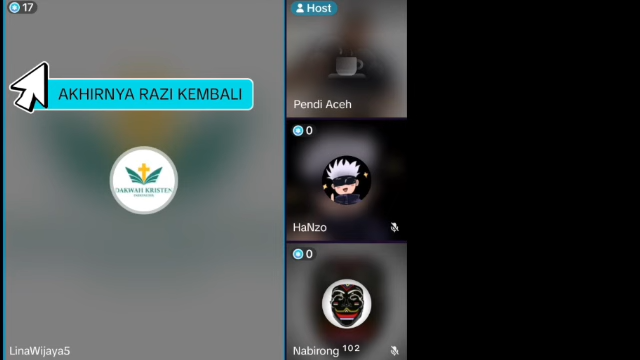 17
AKHIRNYA RAZI KEMBALI
DAKWAH KRISTEN
LinaWijaya5
Host
Pendi Aceh
0
HaNzo
0
Nabirong ¹⁰²